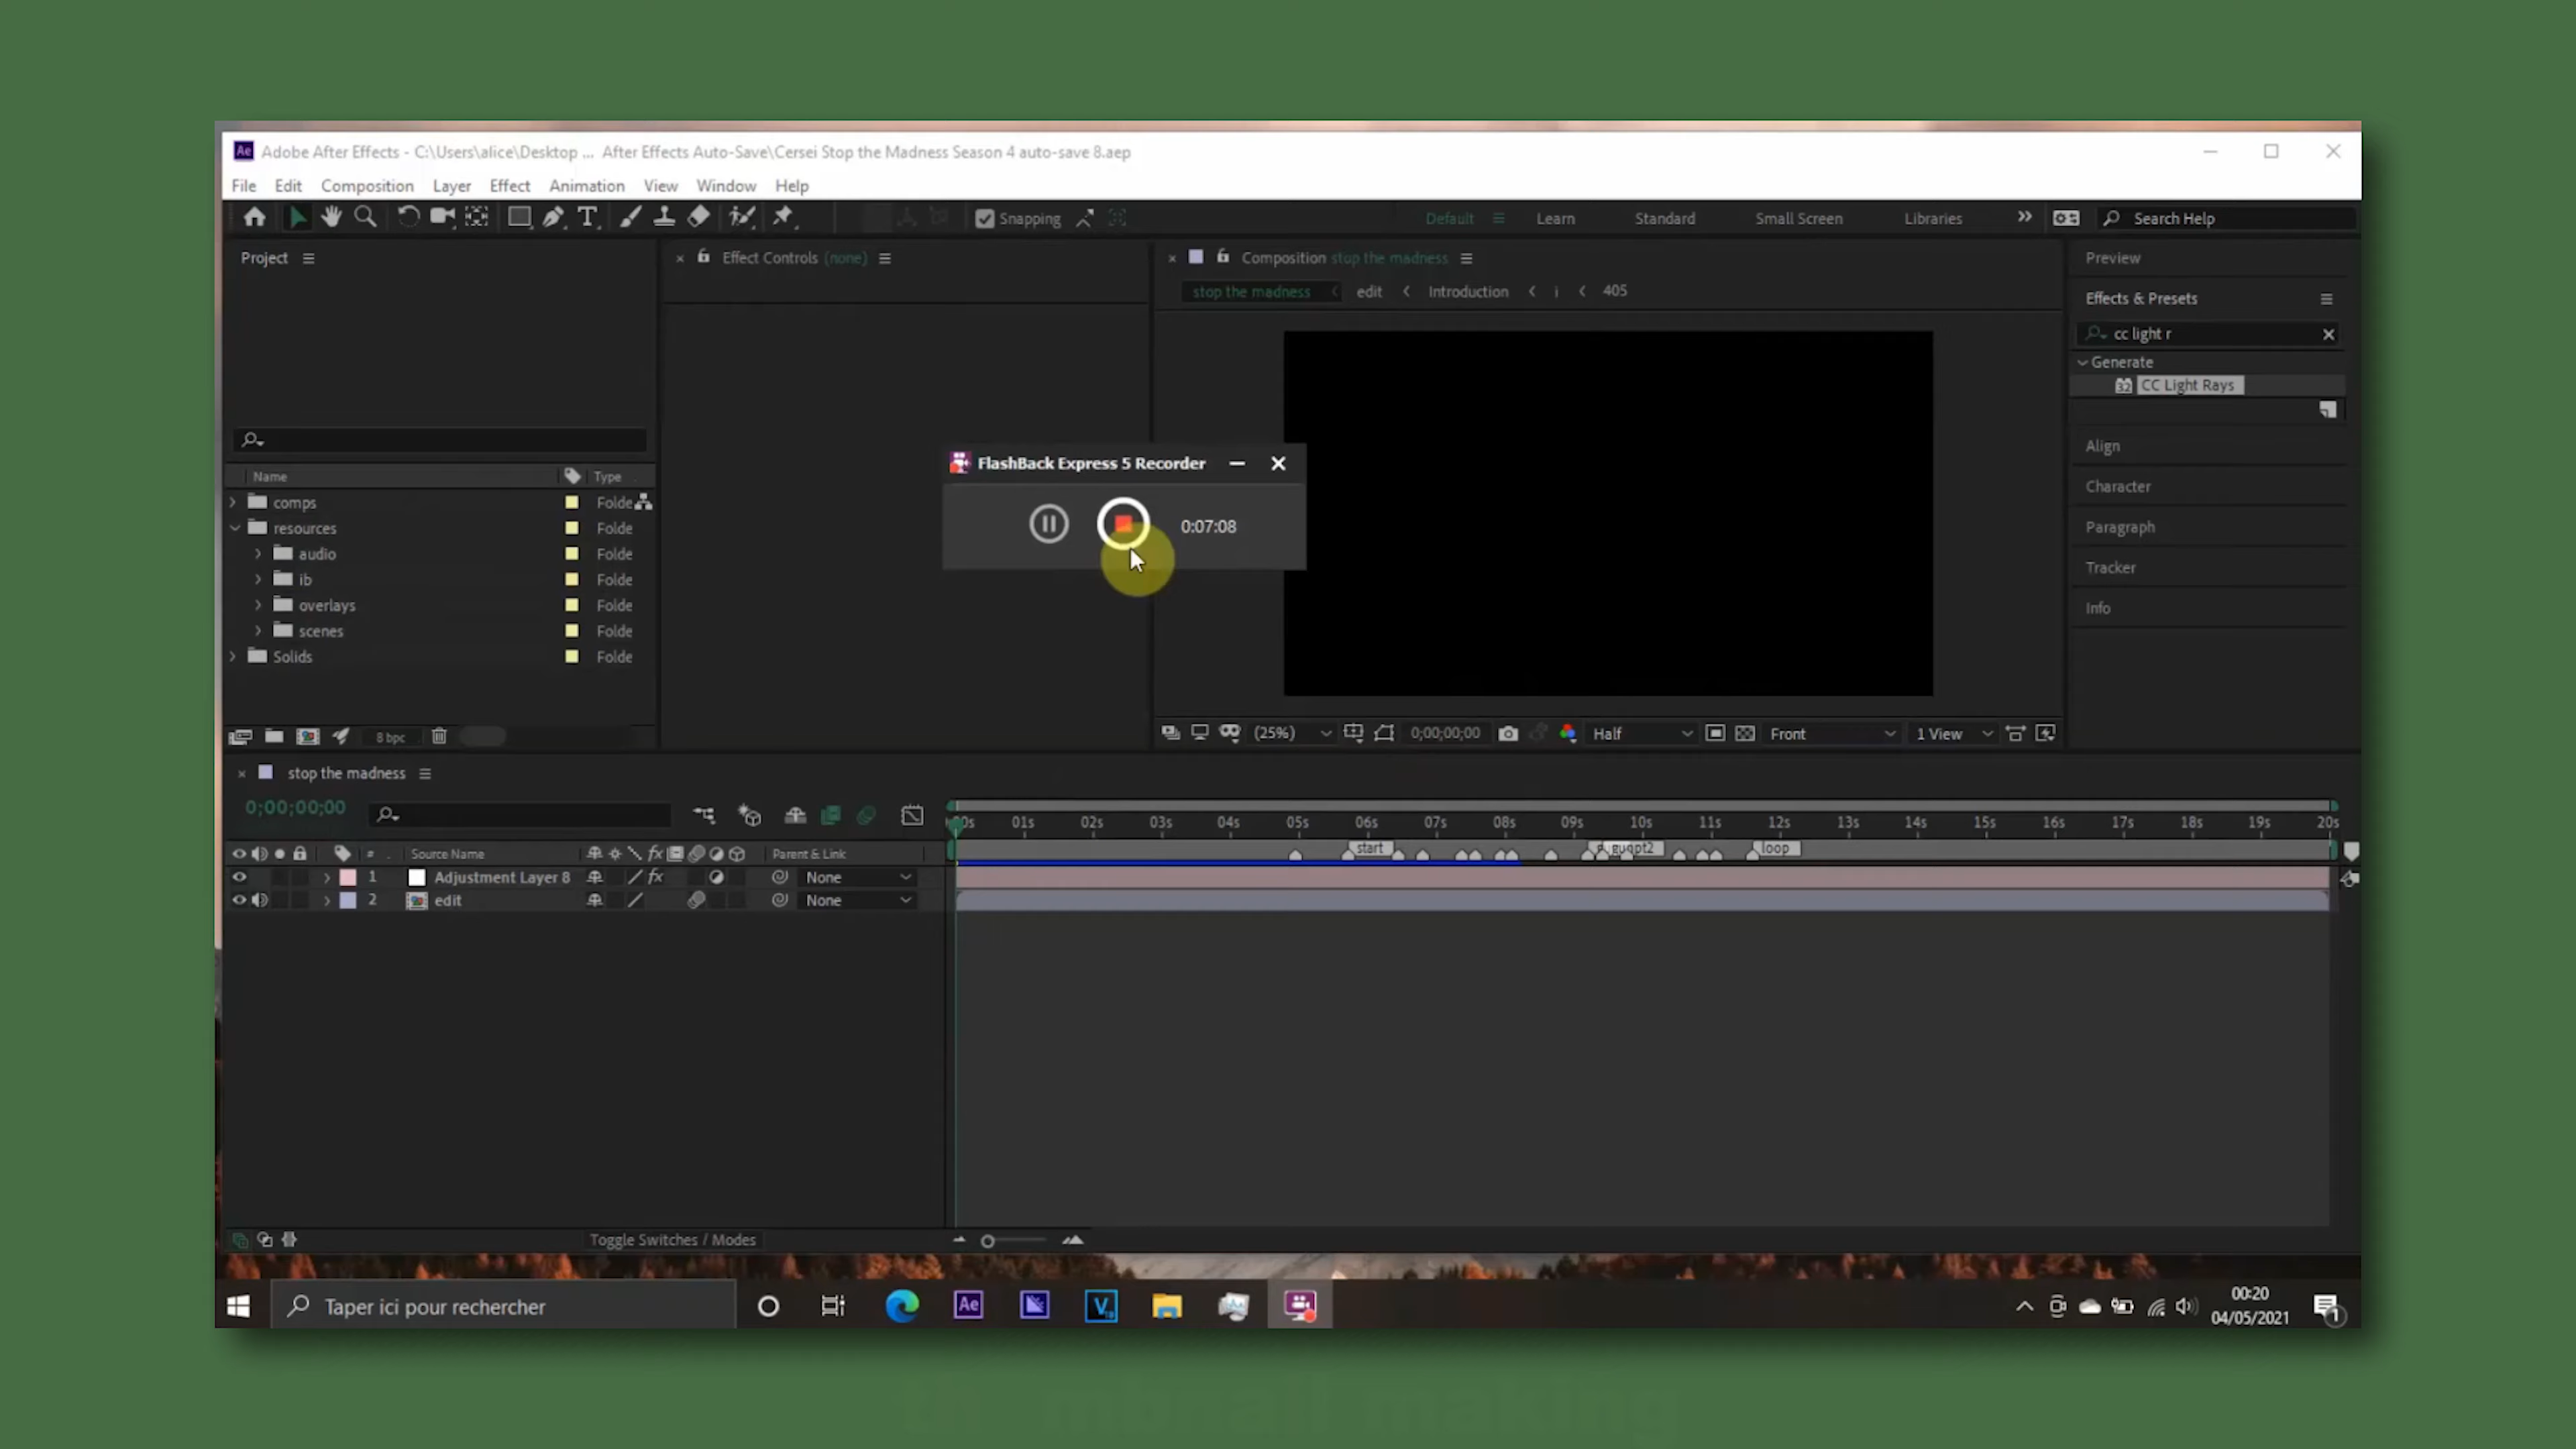 Adobe After Effects - C:\Users\alice\Desktop ... After Effects Auto-Save\Cersei Stop the Madness Season 4 auto-save 8.aep
File Edit Composition Layer Effect Animation View Window Help
Snapping Default Learn Standard Small Screen Libraries Search Help
Project Effect Controls (none) Composition stop the madness Preview
stop the madness edit Introduction i 405
Effects & Presets
cc light r
Generate
CC Light Rays
Align
Character
Paragraph
Tracker
Info
FlashBack Express 5 Recorder
0:07:08
Name Type
comps Folde
resources Folde
audio Folde
ib Folde
overlays Folde
scenes Folde
Solids Folde
8 bpc
(25%) 0;00;00;00 Half Front 1 View
stop the madness
0;00;00;00
01s 02s 03s 04s 05s 06s 07s 08s 09s 10s 11s 12s 13s 14s 15s 16s 17s 18s 19s 20s
start loop
# Source Name Parent & Link
1 Adjustment Layer 8 None
2 edit None
Toggle Switches / Modes
Taper ici pour rechercher
00:20
04/05/2021
1
making